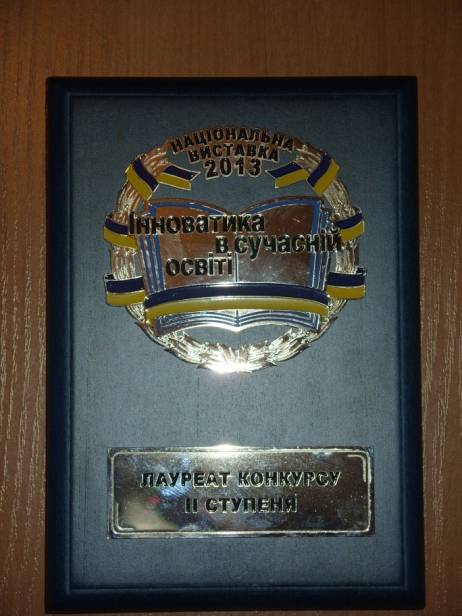 НАЦІОНАЛЬНА
ВИСТАВКА
2013
Інноватика
в сучасній
освіті
ЛАУРЕАТ КОНКУРСУ
ІІ СТУПЕНЯ